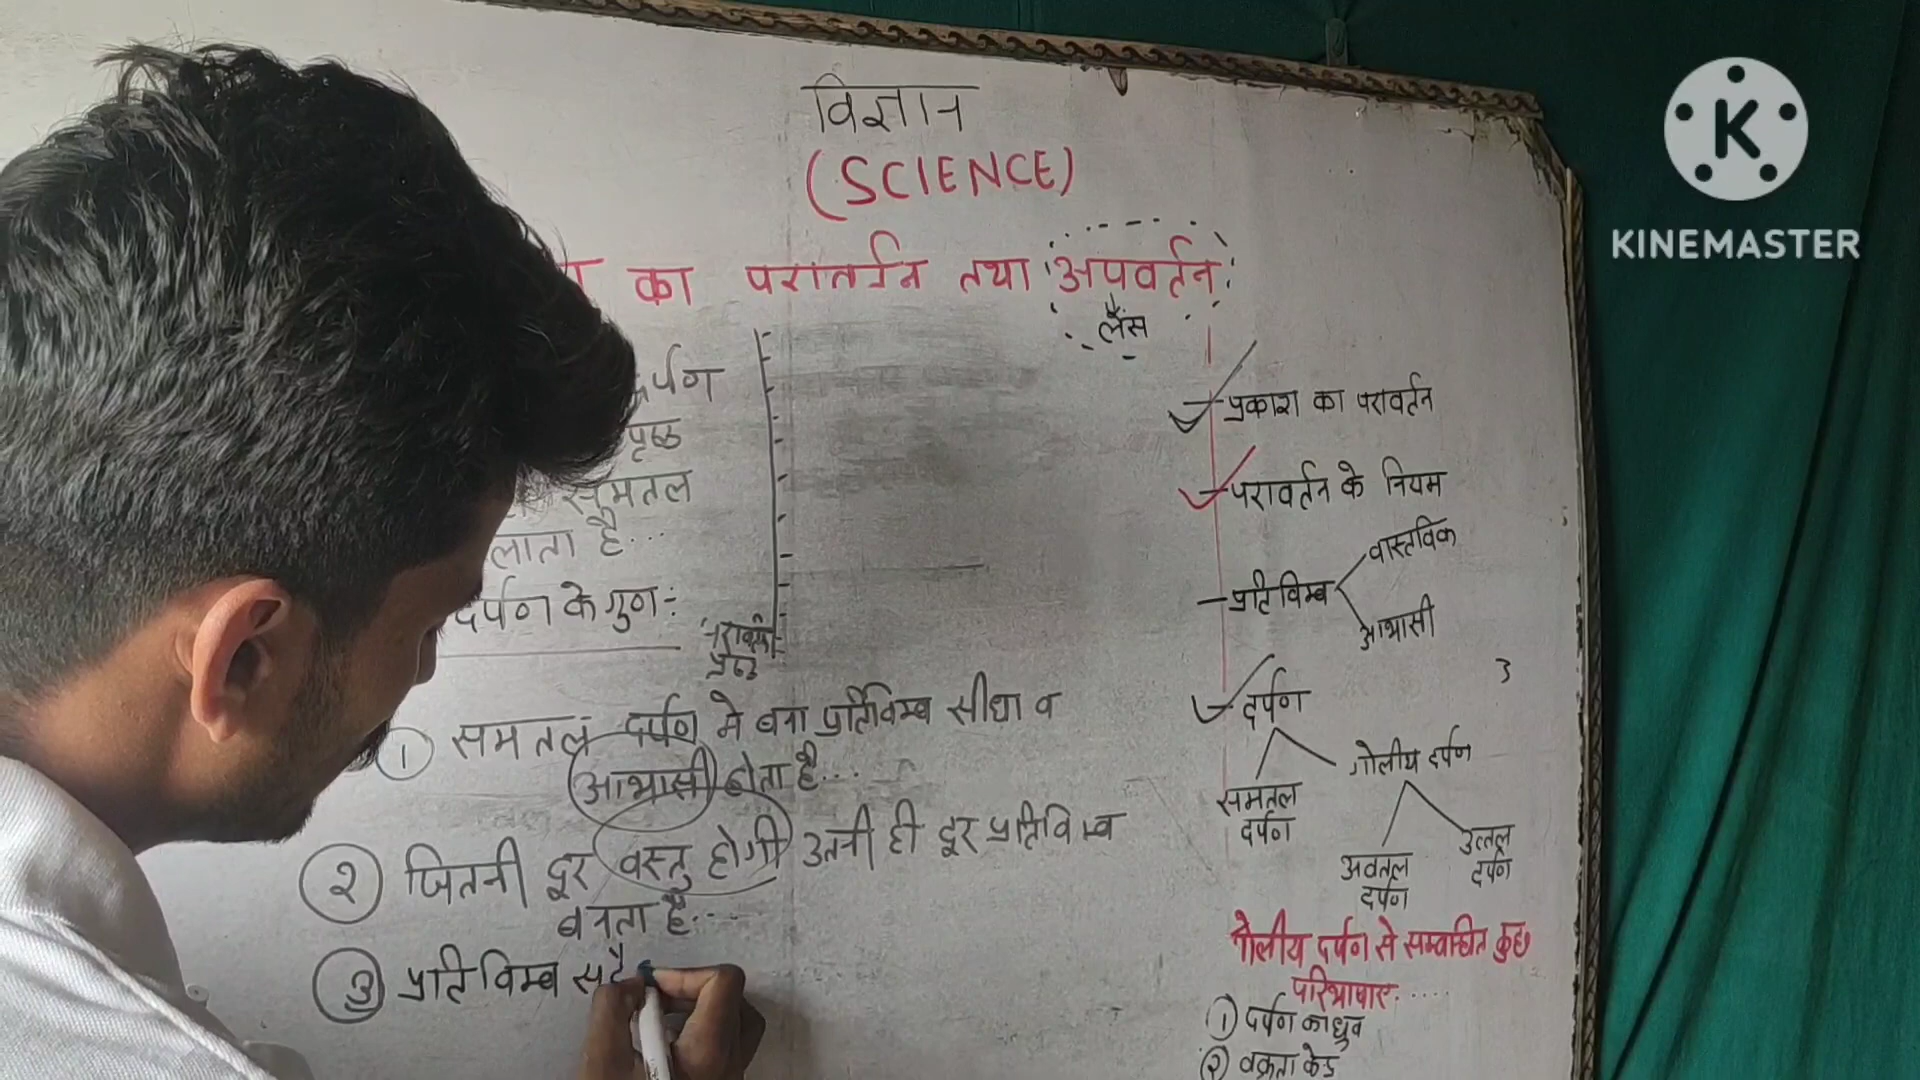 विज्ञान
(SCIENCE)
का परावर्तन तथा अपवर्तन
लैंस
दर्पण
पृष्ठ
समतल
लाता है...
दर्पण के गुण:
① समतल दर्पण मे बना प्रतिविम्ब सीधा व
आभासी होता है...
② जितनी दूर वस्तु होगी उतनी ही दूर प्रतिविम्ब
बनता है...
③ प्रतिविम्ब सदै
प्रकाश का परावर्तन
परावर्तन के नियम
वास्तविक
प्रतिविम्ब
आभासी
दर्पण
गोलीय दर्पण
समतल
दर्पण
अवतल
दर्पण
उत्तल
दर्पण
गोलीय दर्पण से सम्बन्धित कुछ
परिभाषाए.....
① दर्पण का ध्रुव
② वक्रता
KINEMASTER